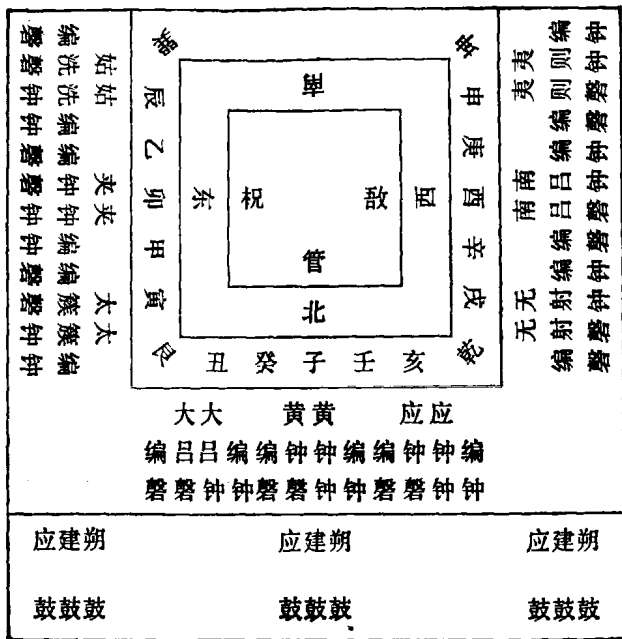 姑姑 夹夹 太太
编洗洗编编钟钟编编簇簇编
磬磬钟钟磬磬钟钟磬磬钟钟
巽 坤
南
辰乙卯甲寅
东 柷 敔 西
申庚酉辛戌
管
北
艮 丑 癸 子 壬 亥 乾
夷夷 南南 无无
编则则编编吕吕编编射射编
钟钟磬磬钟钟磬磬钟钟磬磬
大大 黄黄 应应
编吕吕编编钟钟编编钟钟编
磬磬钟钟磬磬钟钟磬磬钟钟
应建朔 应建朔 应建朔
鼓鼓鼓 鼓鼓鼓 鼓鼓鼓